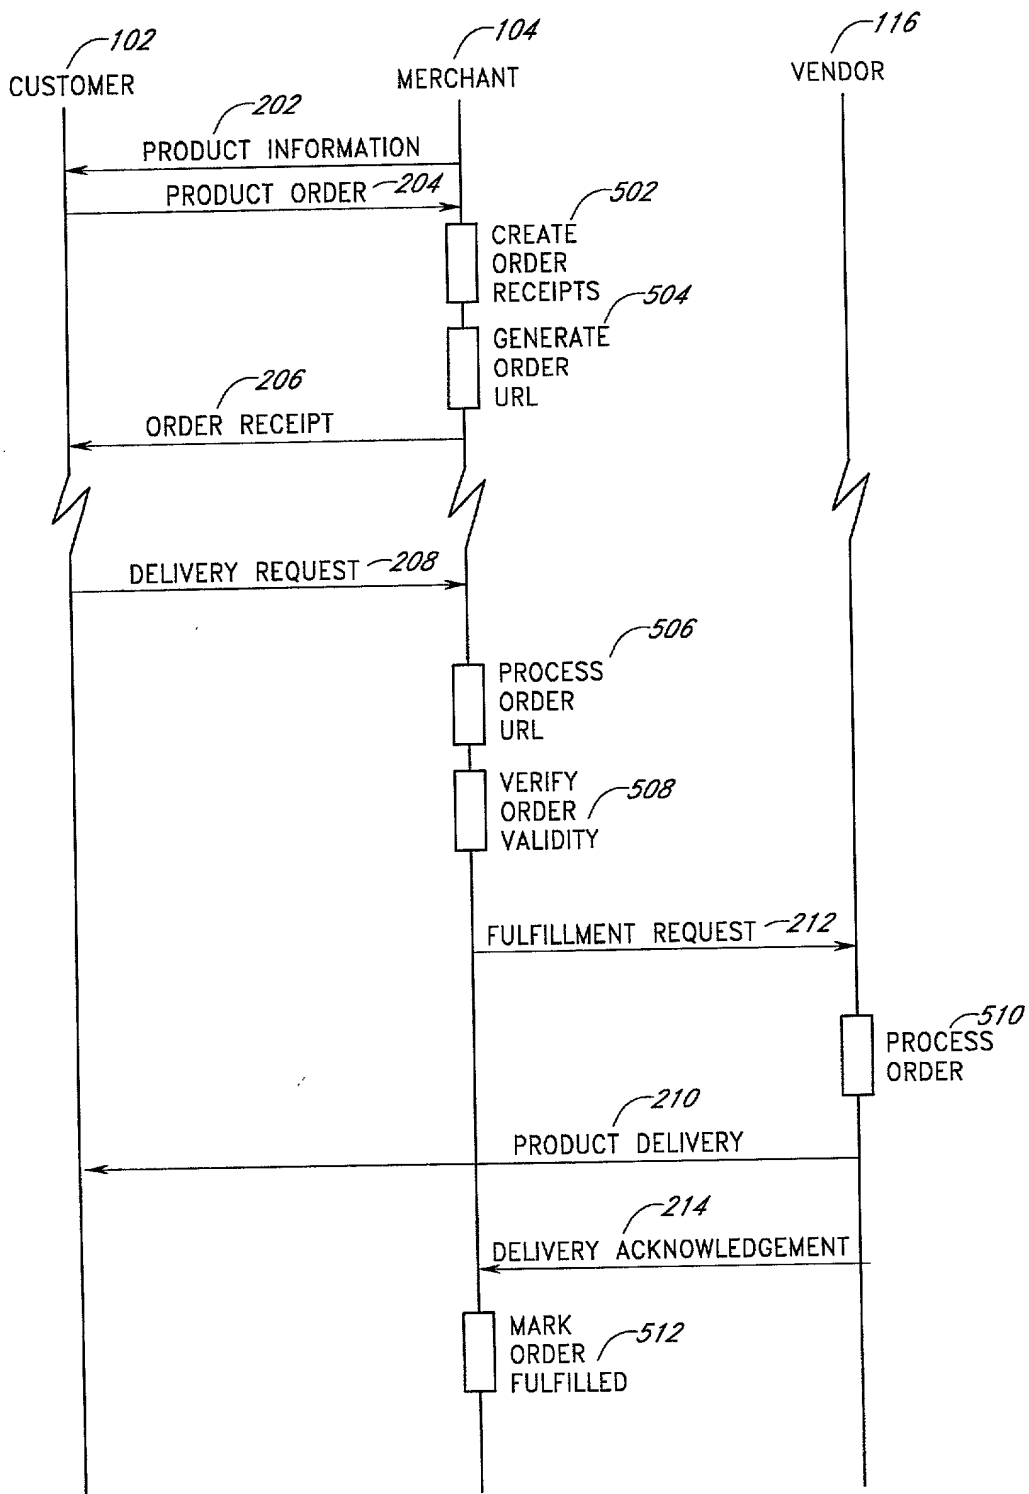 102
104
116
CUSTOMER
MERCHANT
VENDOR
202
PRODUCT INFORMATION
PRODUCT ORDER 204
502
CREATE
ORDER
RECEIPTS
504
GENERATE
ORDER
URL
206
ORDER RECEIPT
DELIVERY REQUEST 208
506
PROCESS
ORDER
URL
VERIFY
ORDER
VALIDITY
508
FULFILLMENT REQUEST 212
510
PROCESS
ORDER
210
PRODUCT DELIVERY
214
DELIVERY ACKNOWLEDGEMENT
MARK
ORDER
FULFILLED
512